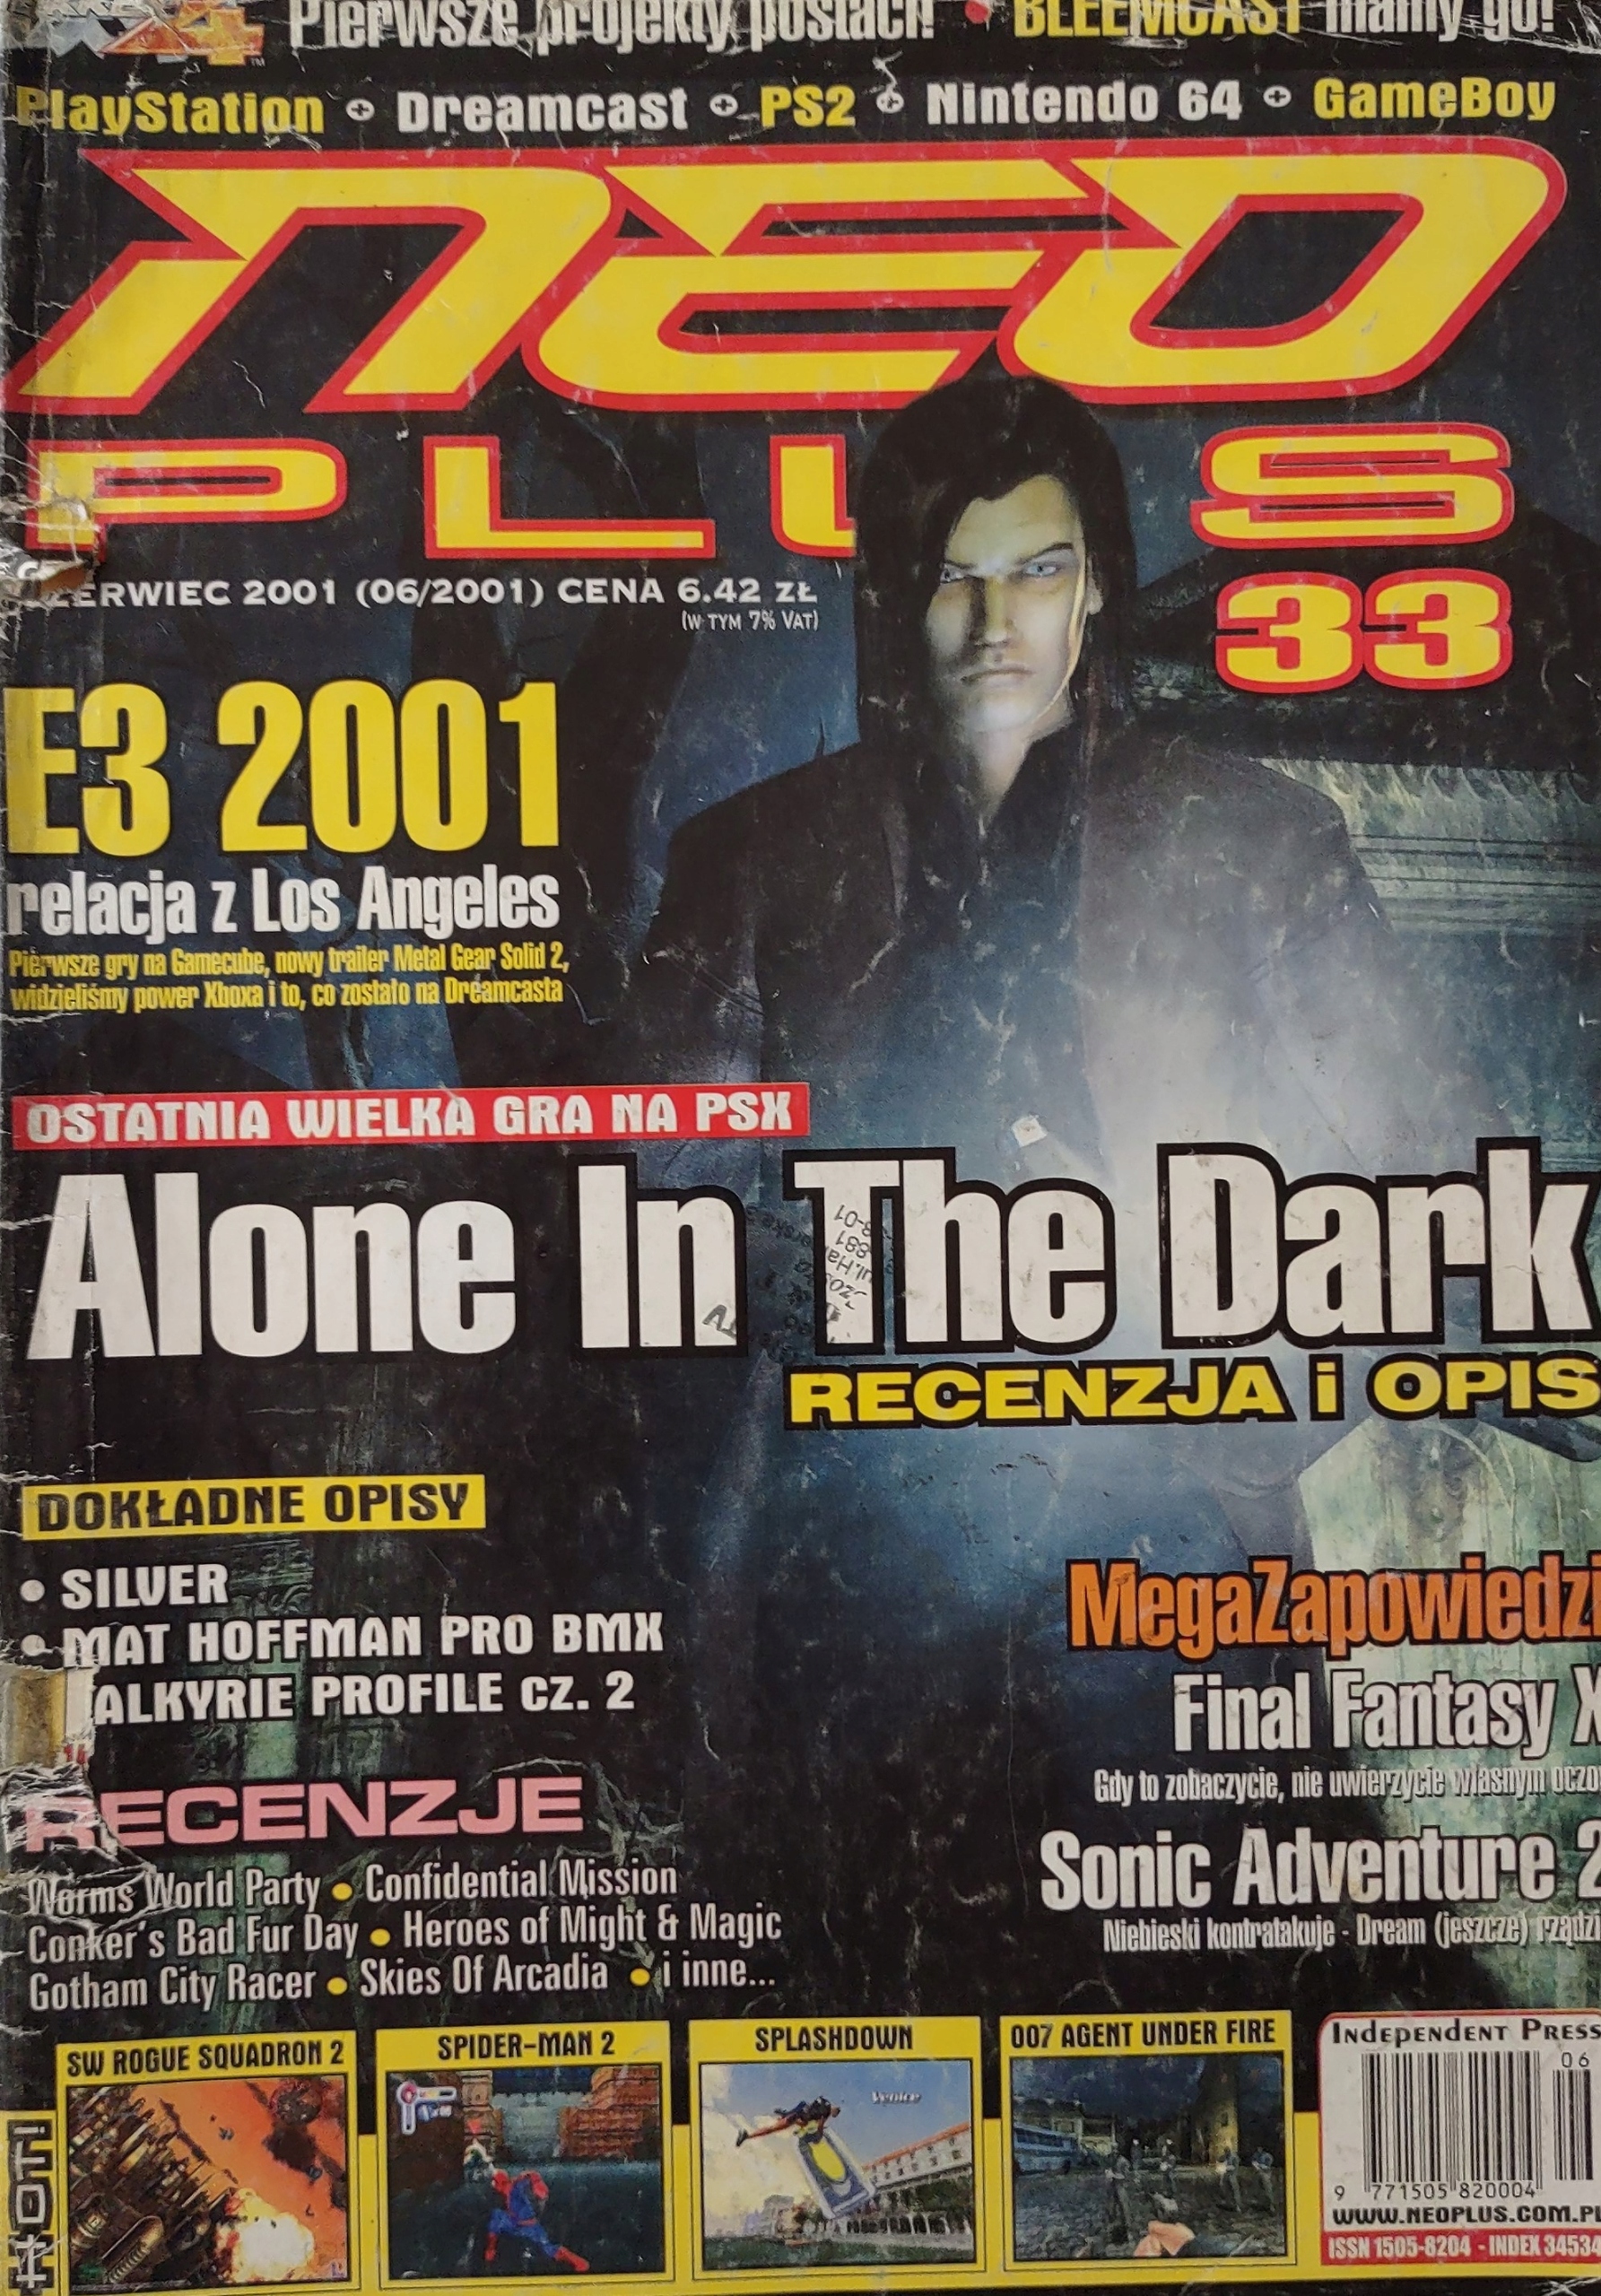 4™ Pierwsze projekty postaci! • BLEEMCAST mamy go!
PlayStation + Dreamcast + PS2 + Nintendo 64 + GameBoy
NEO
PLUS
33
CZERWIEC 2001 (06/2001) CENA 6.42 ZŁ
(W TYM 7% VAT)
E3 2001
relacja z Los Angeles
Pierwsze gry na Gamecube, nowy trailer Metal Gear Solid 2,
widzieliśmy power Xboxa i to, co zostało na Dreamcasta
OSTATNIA WIELKA GRA NA PSX
Alone In The Dark
RECENZJA i OPIS
DOKŁADNE OPISY
• SILVER
• MAT HOFFMAN PRO BMX
ALKYRIE PROFILE CZ. 2
RECENZJE
Worms World Party • Confidential Mission
Conker's Bad Fur Day • Heroes of Might & Magic
Gotham City Racer • Skies Of Arcadia • i inne...
MegaZapowiedzi
Final Fantasy X
Gdy to zobaczycie, nie uwierzycie własnym oczo
Sonic Adventure 2
Niebieski kontratakuje - Dream (jeszcze) rządzi
HOT!
SW ROGUE SQUADRON 2
SPIDER-MAN 2
SPLASHDOWN
Venice
007 AGENT UNDER FIRE
INDEPENDENT PRESS
06
9 771505 820004
WWW.NEOPLUS.COM.PL
ISSN 1505-8204 - INDEX 34534